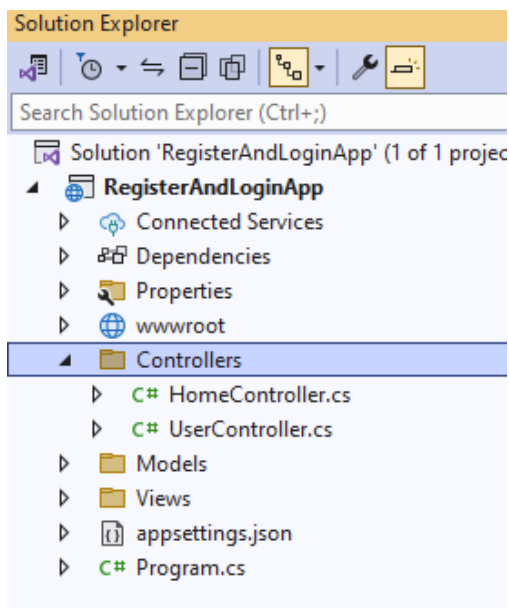 Solution Explorer
Search Solution Explorer (Ctrl+;)
Solution 'RegisterAndLoginApp' (1 of 1 projec
RegisterAndLoginApp
Connected Services
Dependencies
Properties
wwwroot
Controllers
C# HomeController.cs
C# UserController.cs
Models
Views
appsettings.json
C# Program.cs